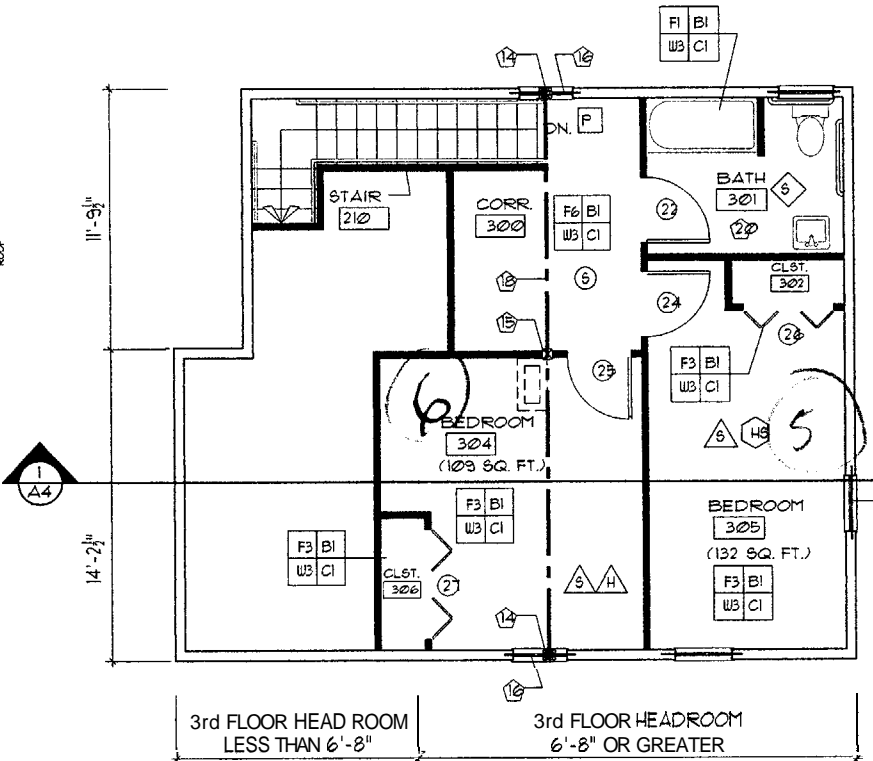 F1 B1
W3 C1
14
16
DN. P
11'-9½"
ROOF
STAIR
210
CORR.
300
F6 B1
W3 C1
22
BATH
301
S
20
CLST.
302
18
S
24
15
25
26
F3 B1
W3 C1
6
BEDROOM
304
(109 SQ. FT.)
S HS 5
1
A4
F3 B1
W3 C1
BEDROOM
305
(132 SQ. FT.)
14'-2½"
F3 B1
W3 C1
CLST.
306
27
S H
F3 B1
W3 C1
14
16
3rd FLOOR HEAD ROOM
LESS THAN 6'-8"
3rd FLOOR HEADROOM
6'-8" OR GREATER